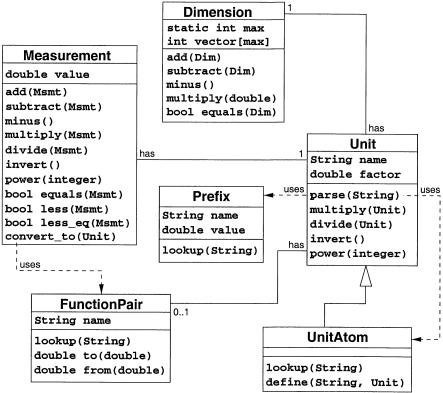 Dimension
static int max
int vector[max]
add(Dim)
subtract(Dim)
minus()
multiply(double)
bool equals(Dim)
1
has
Measurement
double value
add(Msmt)
subtract(Msmt)
minus()
multiply(Msmt)
divide(Msmt)
invert()
power(integer)
bool equals(Msmt)
bool less(Msmt)
bool less_eq(Msmt)
convert_to(Unit)
has
1
Unit
String name
double factor
parse(String)
multiply(Unit)
divide(Unit)
invert()
power(integer)
uses
uses
Prefix
String name
double value
lookup(String)
has
uses
0..1
FunctionPair
String name
lookup(String)
double to(double)
double from(double)
UnitAtom
lookup(String)
define(String, Unit)